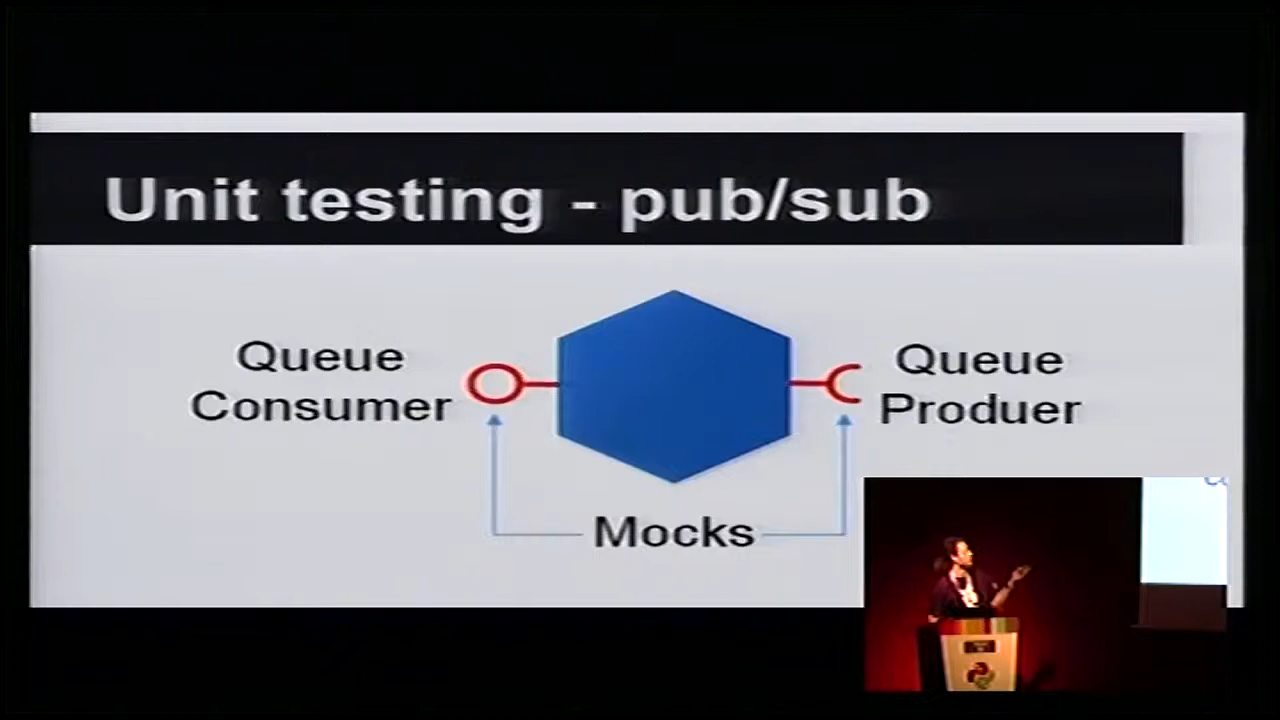 Unit testing - pub/sub
Queue
Consumer
Queue
Produer
Mocks